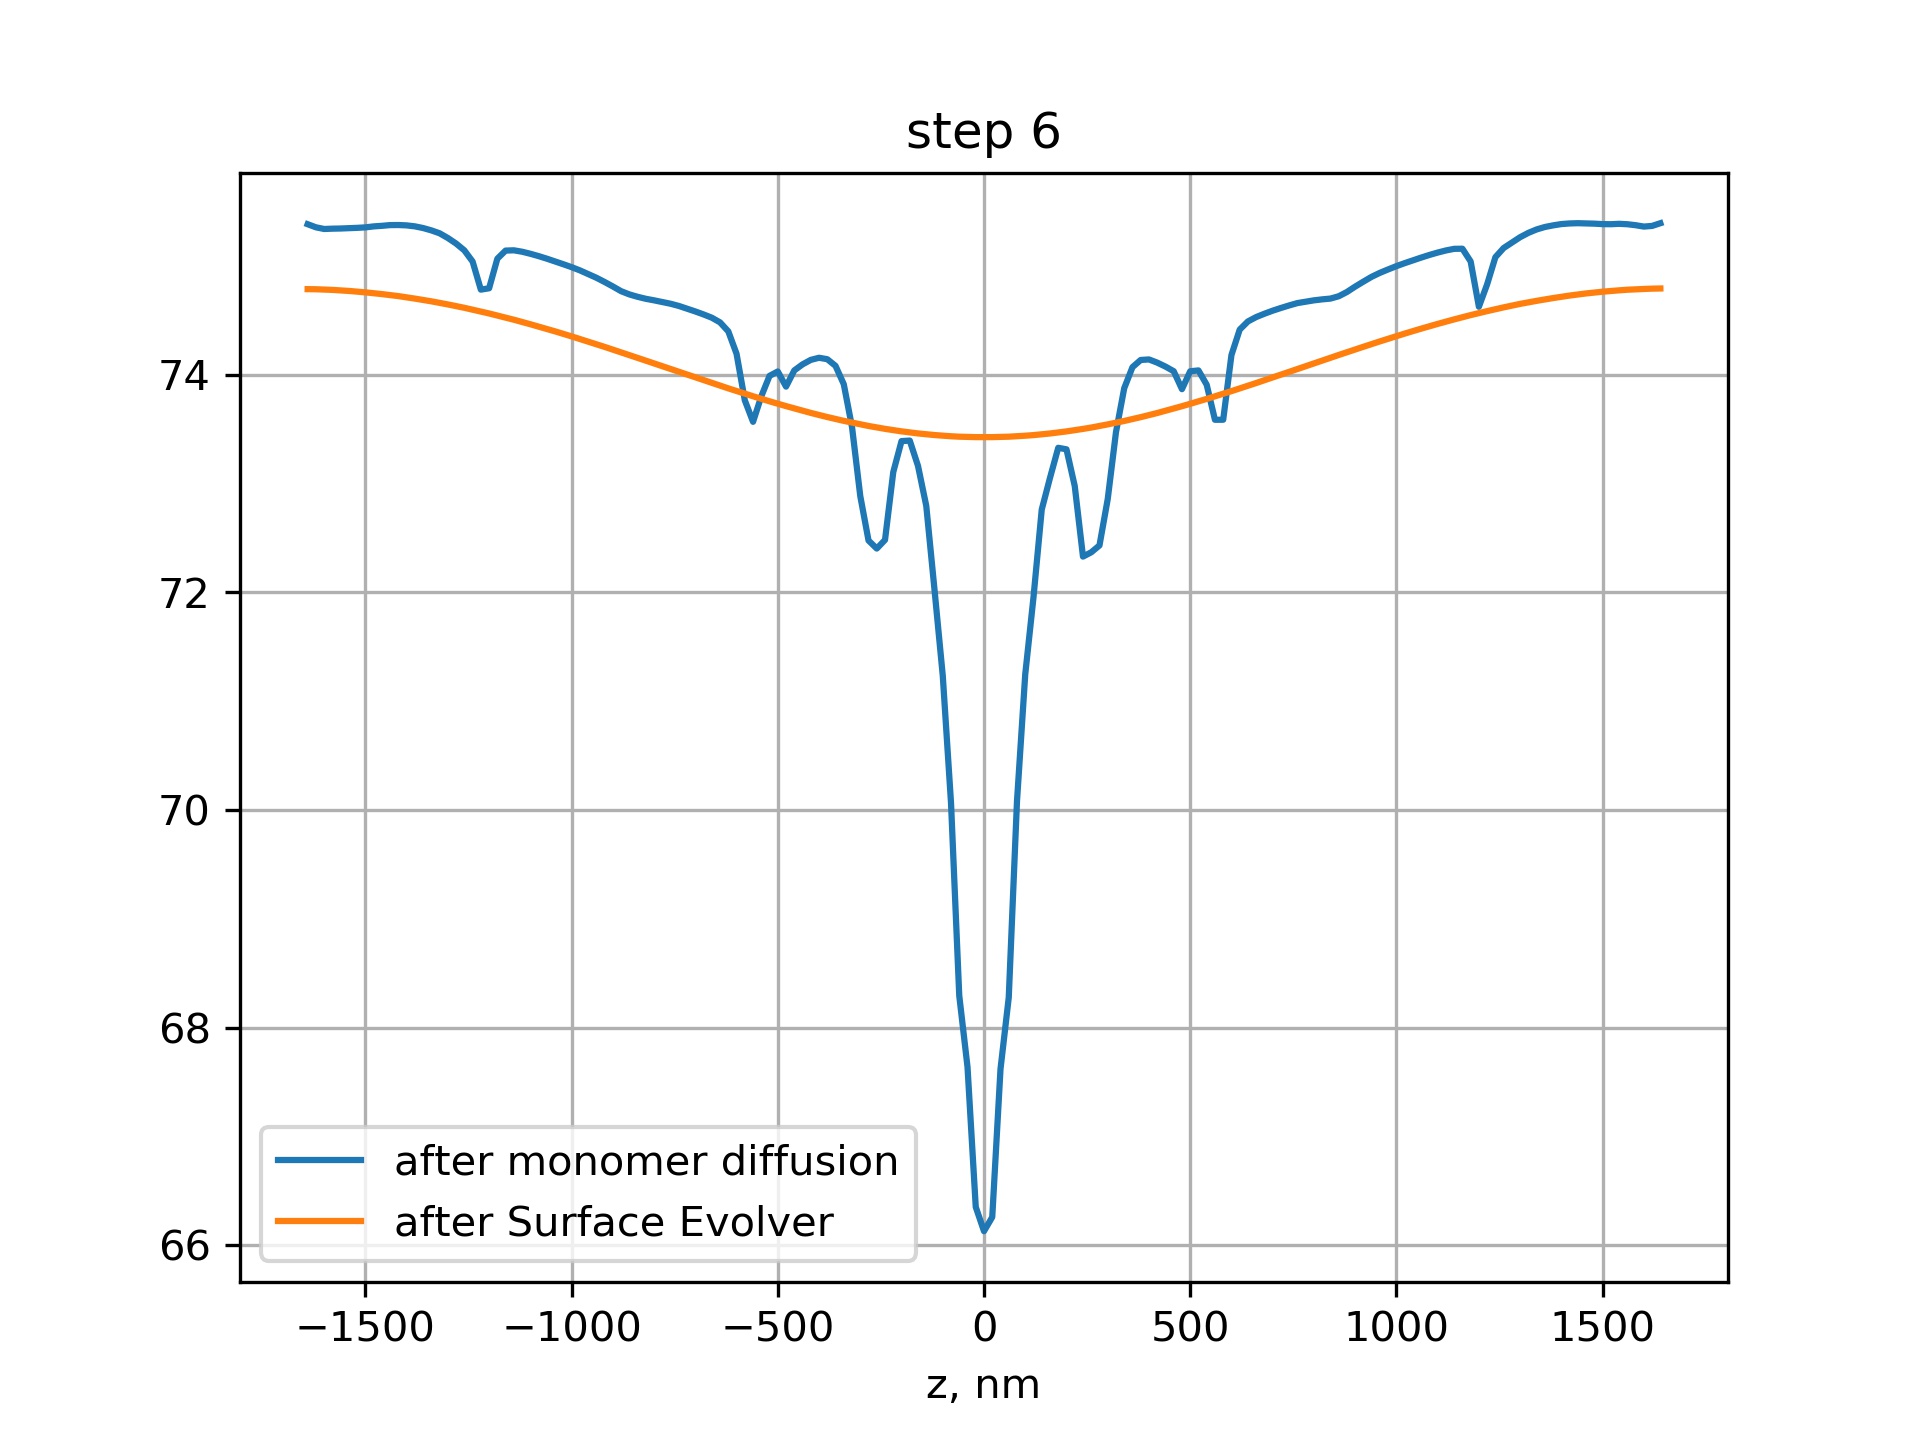 step 6
74
72
70
68
66
after monomer diffusion
after Surface Evolver
−1500 −1000 −500 0 500 1000 1500
z, nm